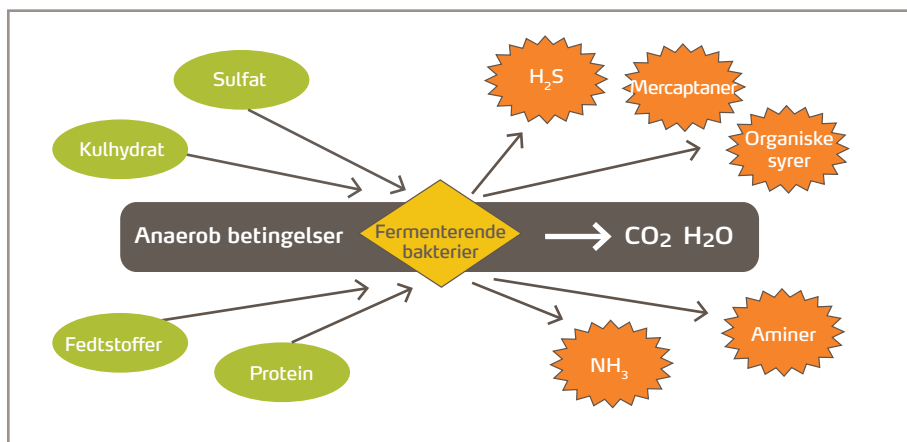 Sulfat
Kulhydrat
H₂S
Mercaptaner
Organiske
syrer
Anaerob betingelser
Fermenterende
bakterier
CO₂ H₂O
Fedtstoffer
Protein
NH₃
Aminer